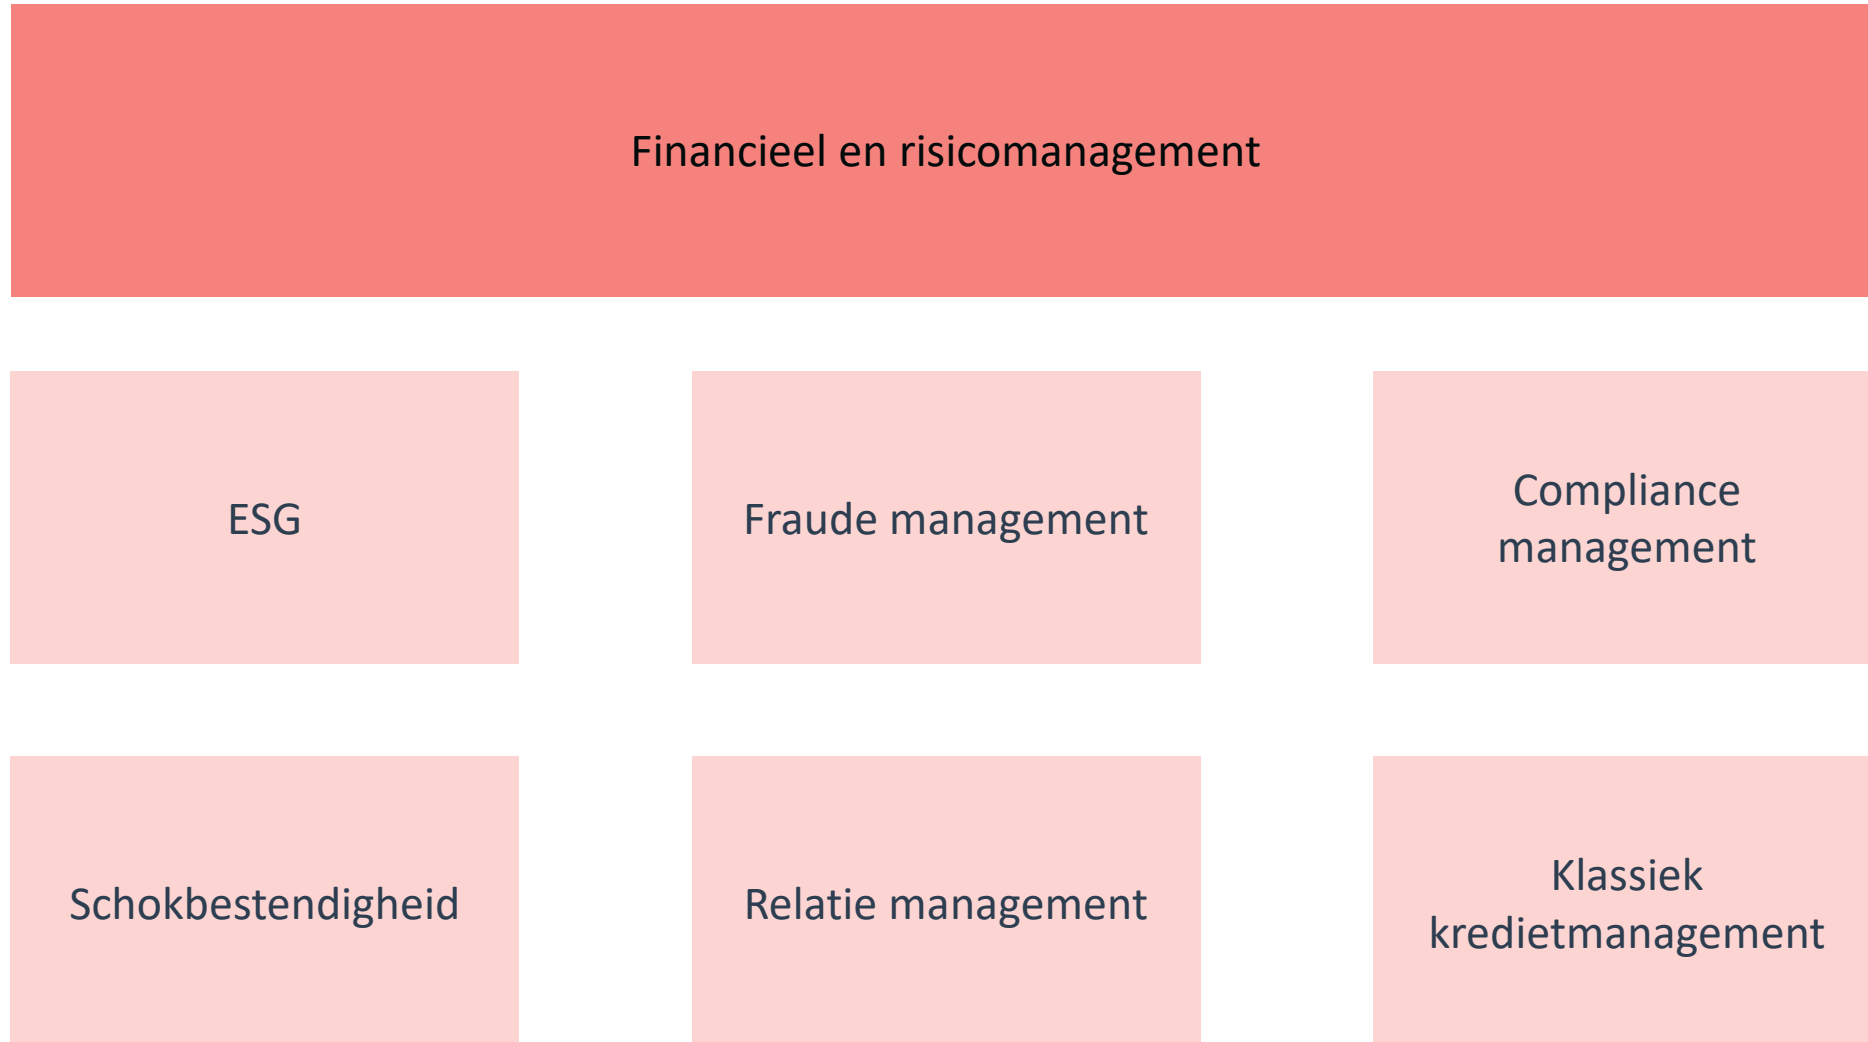 Financieel en risicomanagement
ESG
Fraude management
Compliance
management
Schokbestendigheid
Relatie management
Klassiek
kredietmanagement